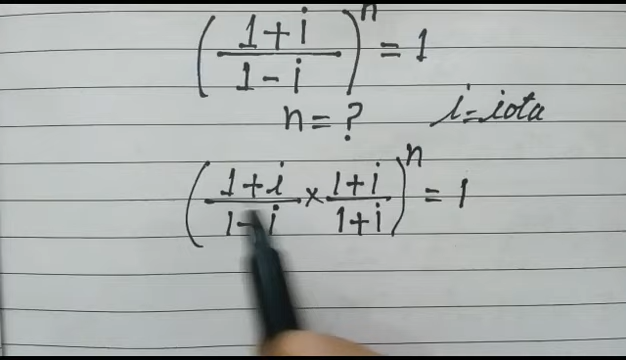 (1+i/1-i)^n = 1
n = ?
i = iota
(1+i/1-i × 1+i/1+i)^n = 1